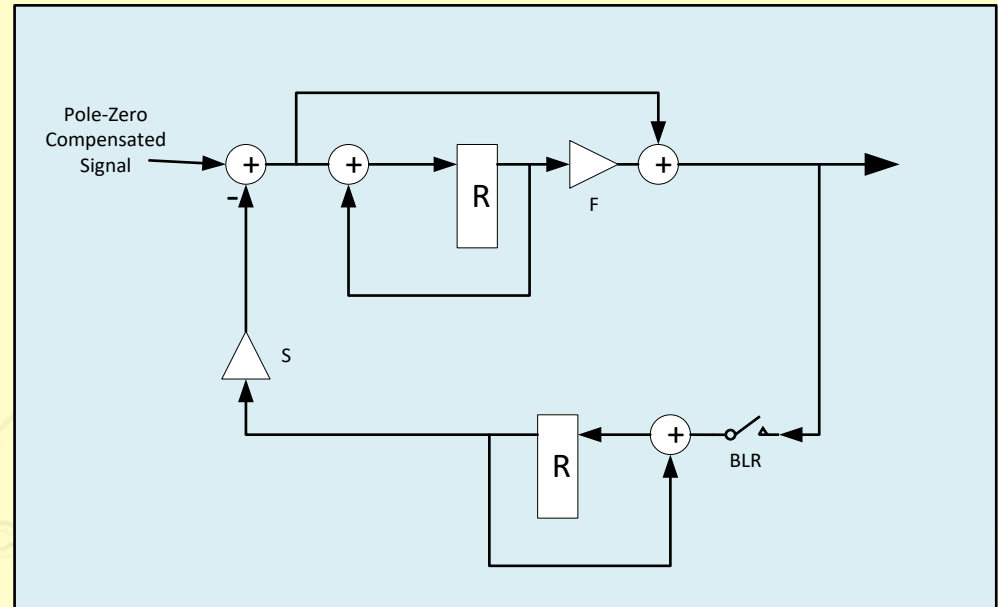 Pole-Zero
Compensated
Signal
+
+
+
-
R
F
S
R
+
BLR